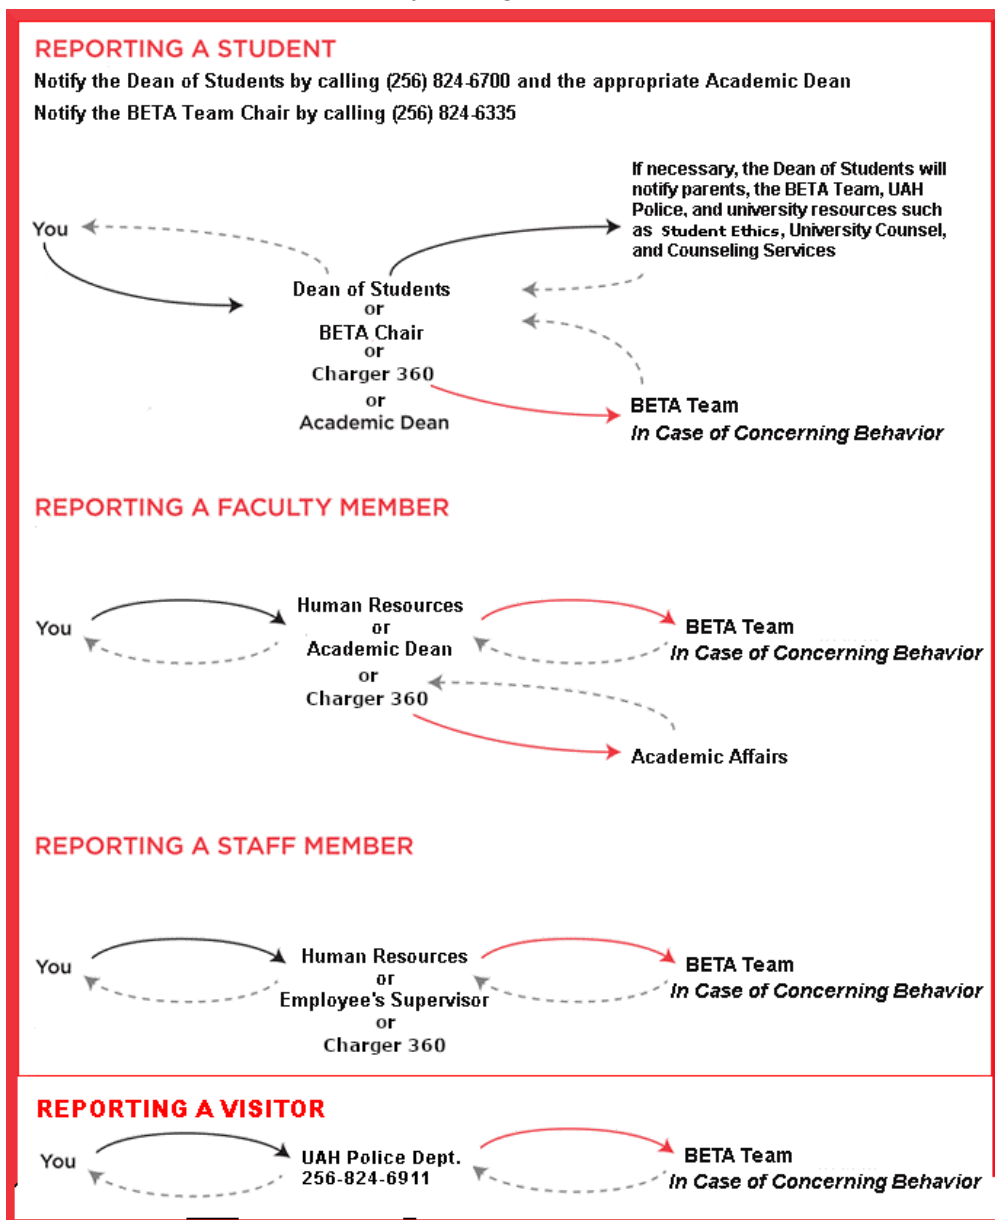 REPORTING A STUDENT
Notify the Dean of Students by calling (256) 824-6700 and the appropriate Academic Dean
Notify the BETA Team Chair by calling (256) 824-6335
If necessary, the Dean of Students will
notify parents, the BETA Team, UAH
Police, and university resources such
as Student Ethics, University Counsel,
and Counseling Services
You
Dean of Students
or
BETA Chair
or
Charger 360
or
Academic Dean
BETA Team
In Case of Concerning Behavior
REPORTING A FACULTY MEMBER
You
Human Resources
or
Academic Dean
or
Charger 360
BETA Team
In Case of Concerning Behavior
Academic Affairs
REPORTING A STAFF MEMBER
You
Human Resources
or
Employee's Supervisor
or
Charger 360
BETA Team
In Case of Concerning Behavior
REPORTING A VISITOR
You
UAH Police Dept.
256-824-6911
BETA Team
In Case of Concerning Behavior